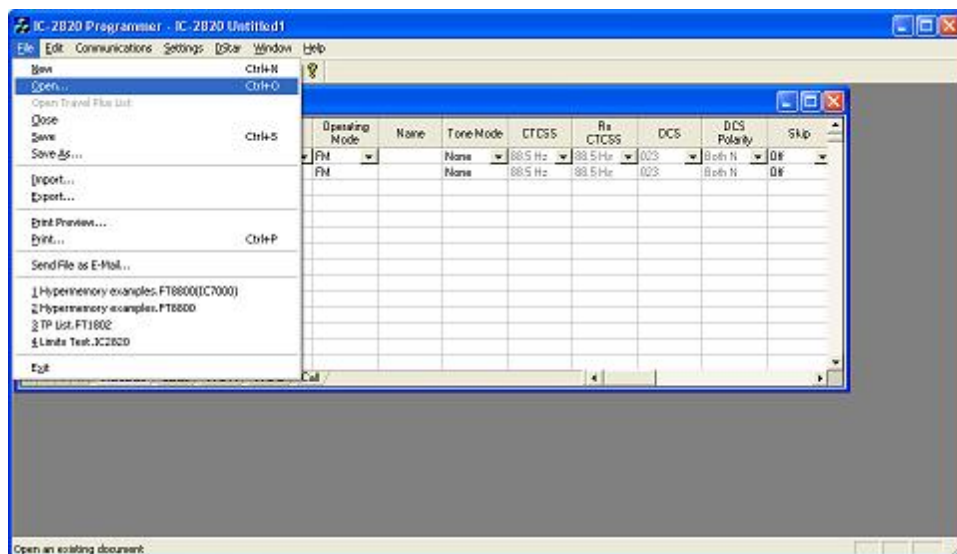 IC-2820 Programmer - IC-2820 Untitled1
File Edit Communications Settings DStar Window Help
New Ctrl+N
Open... Ctrl+O
Open Travel Plus List
Close
Save Ctrl+S
Save As...
Import...
Export...
Print Preview...
Print... Ctrl+P
Send File as E-Mail...
1 Hypermemory examples.FT8800(IC7000)
2 Hypermemory examples.FT8800
3 TP List.FT1802
4 Limits Test.IC2820
Exit
Operating Mode Name Tone Mode CTCSS Rx CTCSS DCS DCS Polarity Skip
FM None 88.5 Hz 88.5 Hz 023 Both N Off
FM None 88.5 Hz 88.5 Hz 023 Both N Off
Call
Open an existing document